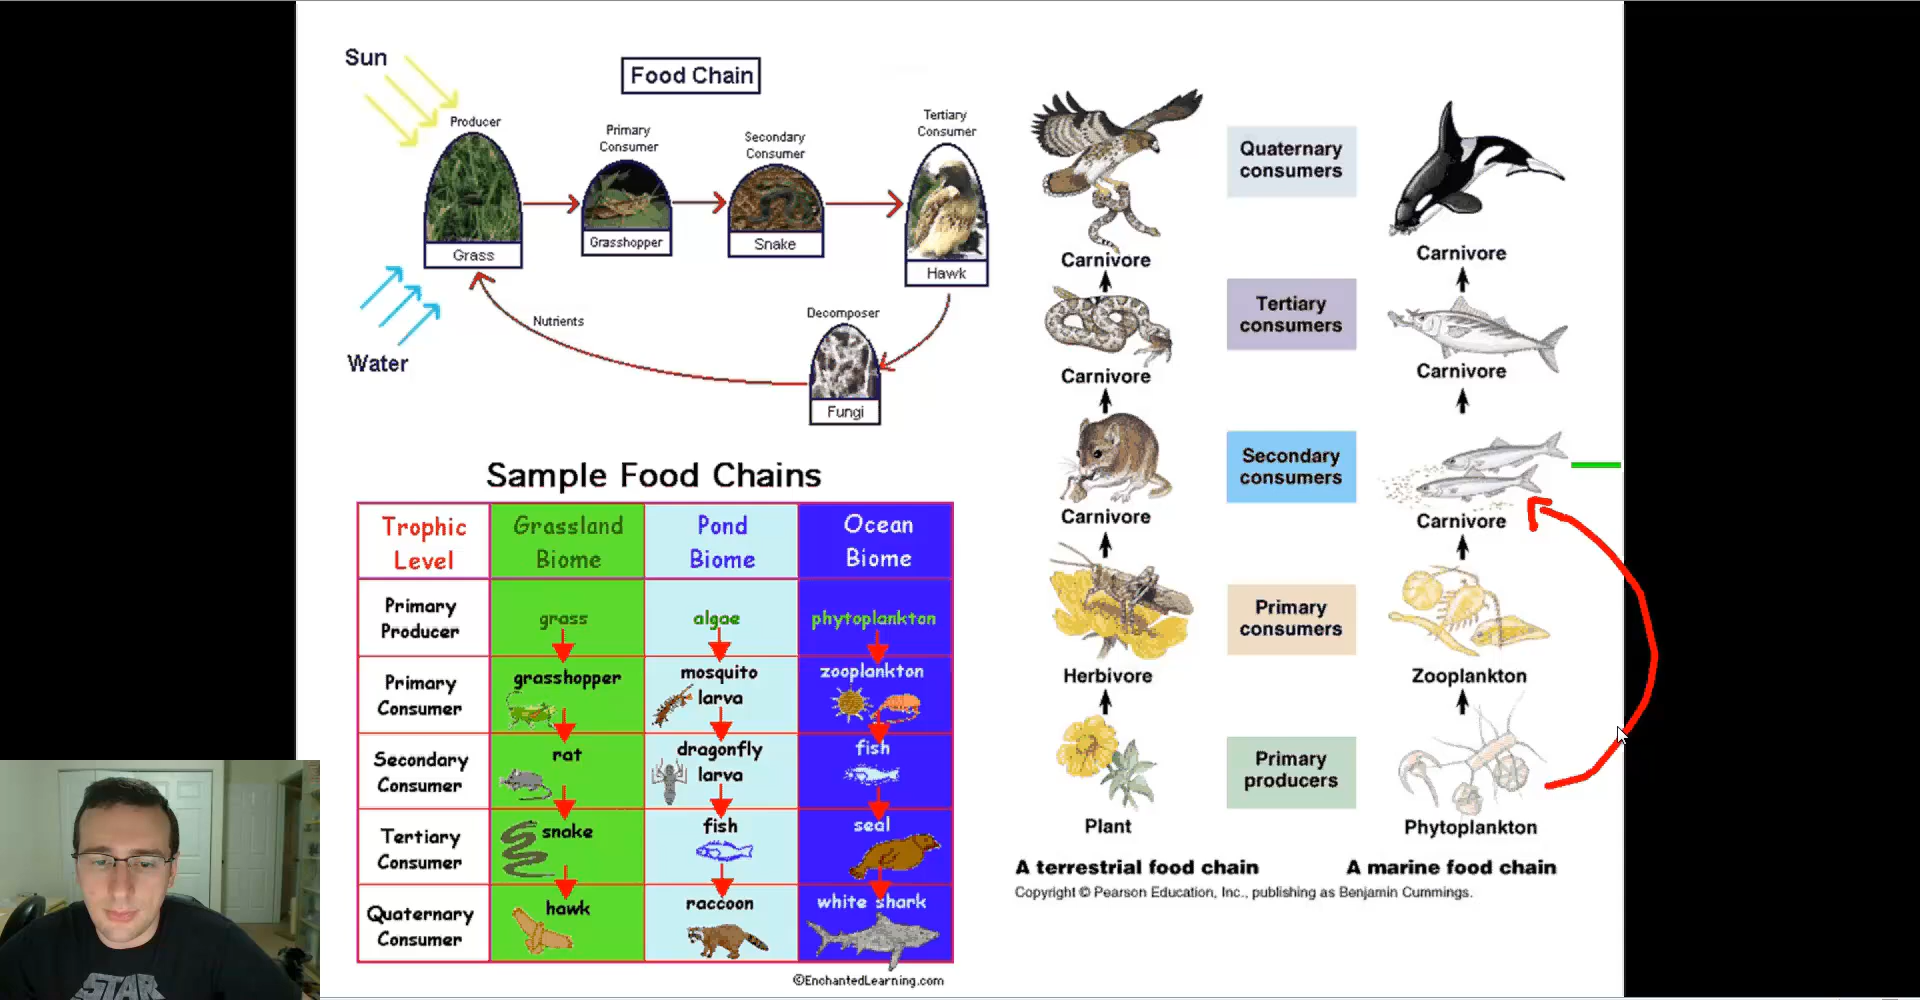 Sun
Food Chain
Producer
Primary
Consumer
Secondary
Consumer
Tertiary
Consumer
Grass
Grasshopper
Snake
Hawk
Water
Nutrients
Decomposer
Fungi
Sample Food Chains
Trophic
Level
Grassland
Biome
Pond
Biome
Ocean
Biome
Primary
Producer
grass
algae
phytoplankton
Primary
Consumer
grasshopper
mosquito
larva
zooplankton
Secondary
Consumer
rat
dragonfly
larva
fish
Tertiary
Consumer
snake
fish
seal
Quaternary
Consumer
hawk
raccoon
white shark
©EnchantedLearning.com
Quaternary
consumers
Carnivore
Carnivore
Tertiary
consumers
Carnivore
Carnivore
Secondary
consumers
Carnivore
Carnivore
Primary
consumers
Herbivore
Zooplankton
Primary
producers
Plant
Phytoplankton
A terrestrial food chain
A marine food chain
Copyright © Pearson Education, Inc., publishing as Benjamin Cummings.
STAR